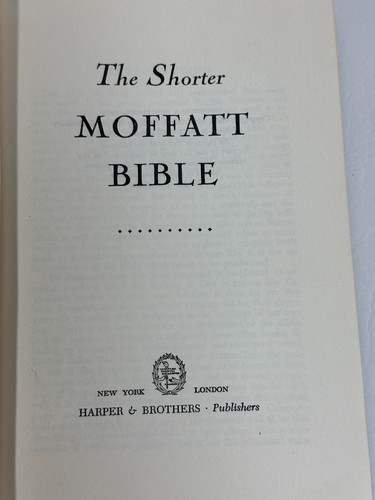 The Shorter
MOFFATT
BIBLE
NEW YORK LONDON
HARPER & BROTHERS · Publishers